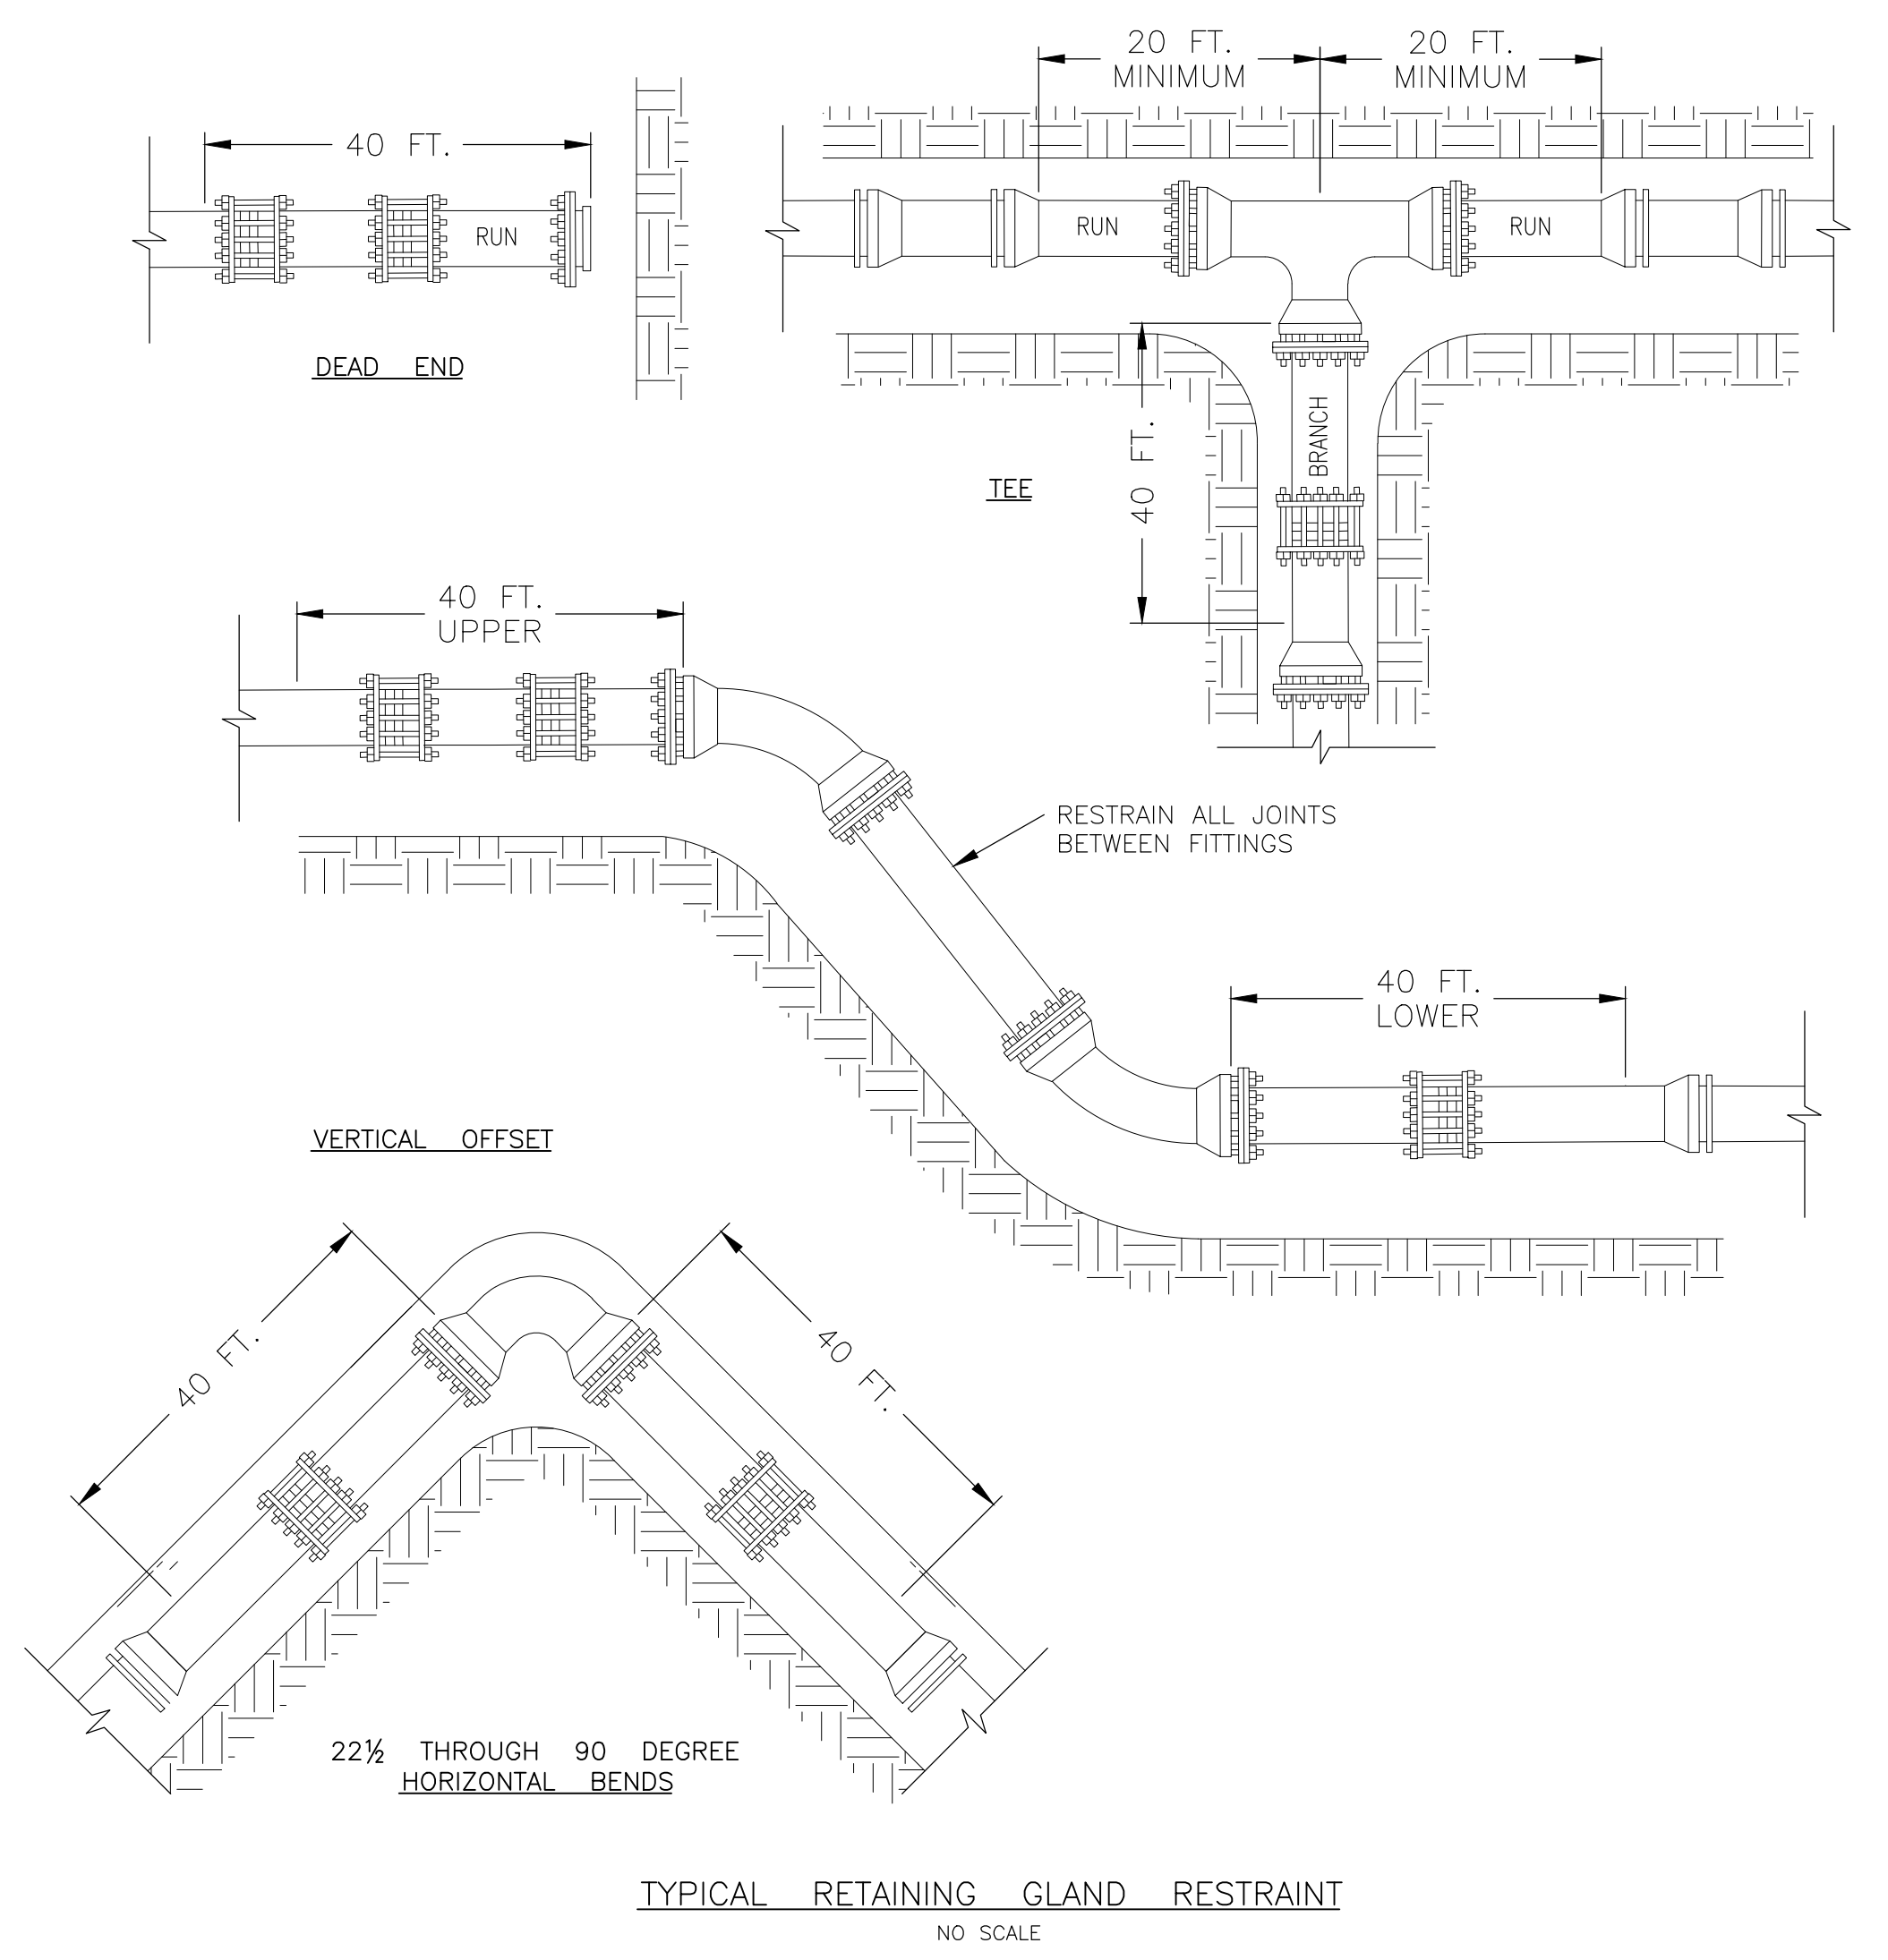 20 FT.
MINIMUM
20 FT.
MINIMUM
40 FT.
RUN
DEAD END
RUN
RUN
BRANCH
40 FT.
TEE
40 FT.
UPPER
RESTRAIN ALL JOINTS
BETWEEN FITTINGS
40 FT.
LOWER
VERTICAL OFFSET
40 FT.
40 FT.
22½ THROUGH 90 DEGREE
HORIZONTAL BENDS
TYPICAL RETAINING GLAND RESTRAINT
NO SCALE